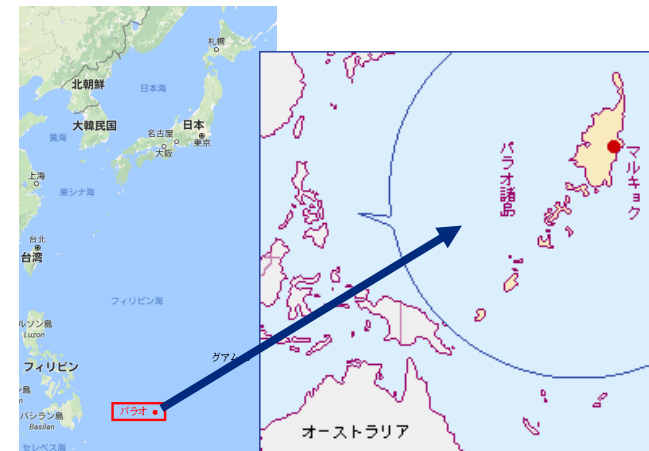 札幌
北朝鮮
日本海
大韓民国
日本
黄海
名古屋
東京
大阪
上海
東シナ海
台北
台湾
フィリピン海
ルソン島
Luzon
グアム
フィリピン
パラオ
バシラン島
Basilan
セレベス海
パラオ諸島
マルキョク
オーストラリア